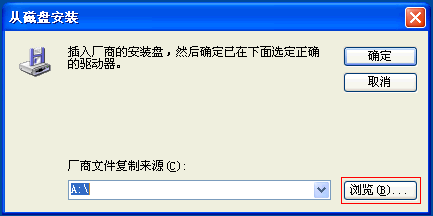 从磁盘安装
插入厂商的安装盘，然后确定已在下面选定正确
的驱动器。
确定
取消
厂商文件复制来源(C):
A:\
浏览(B)...